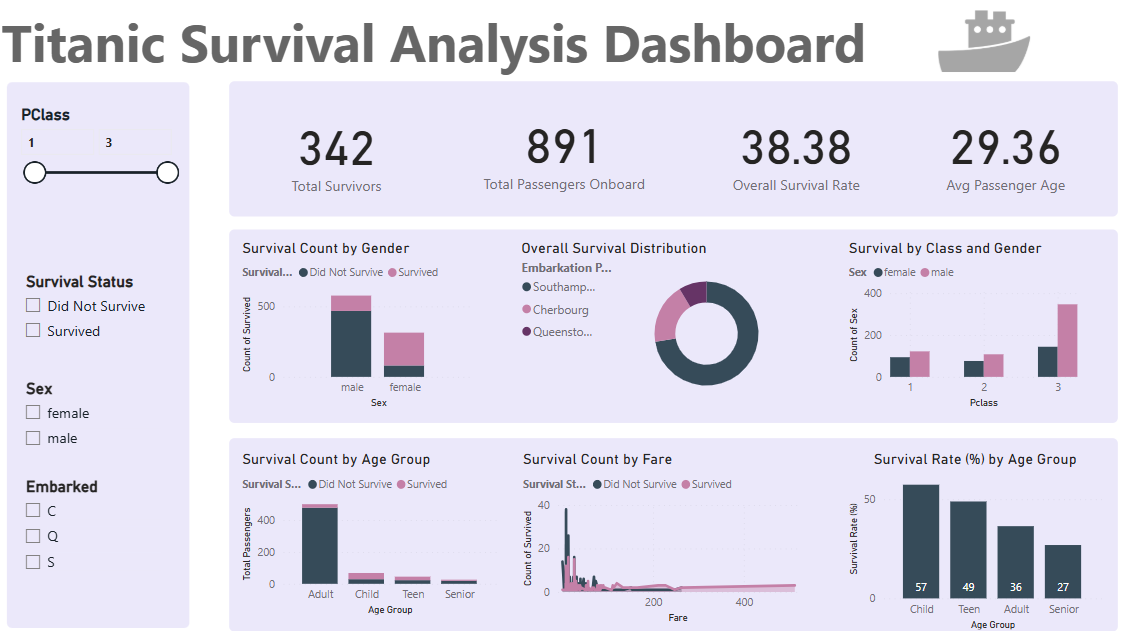 Titanic Survival Analysis Dashboard
PClass
1 3
Survival Status
Did Not Survive
Survived
Sex
female
male
Embarked
C
Q
S
342
Total Survivors
891
Total Passengers Onboard
38.38
Overall Survival Rate
29.36
Avg Passenger Age
Survival Count by Gender
Survival... Did Not Survive Survived
Count of Survived
500
0
male female
Sex
Overall Survival Distribution
Embarkation P...
Southamp...
Cherbourg
Queensto...
Survival by Class and Gender
Sex female male
Count of Sex
400
200
0
1 2 3
Pclass
Survival Count by Age Group
Survival S... Did Not Survive Survived
Total Passengers
400
200
0
Adult Child Teen Senior
Age Group
Survival Count by Fare
Survival St... Did Not Survive Survived
Count of Survived
40
20
0
200 400
Fare
Survival Rate (%) by Age Group
Survival Rate (%)
50
0
57 49 36 27
Child Teen Adult Senior
Age Group